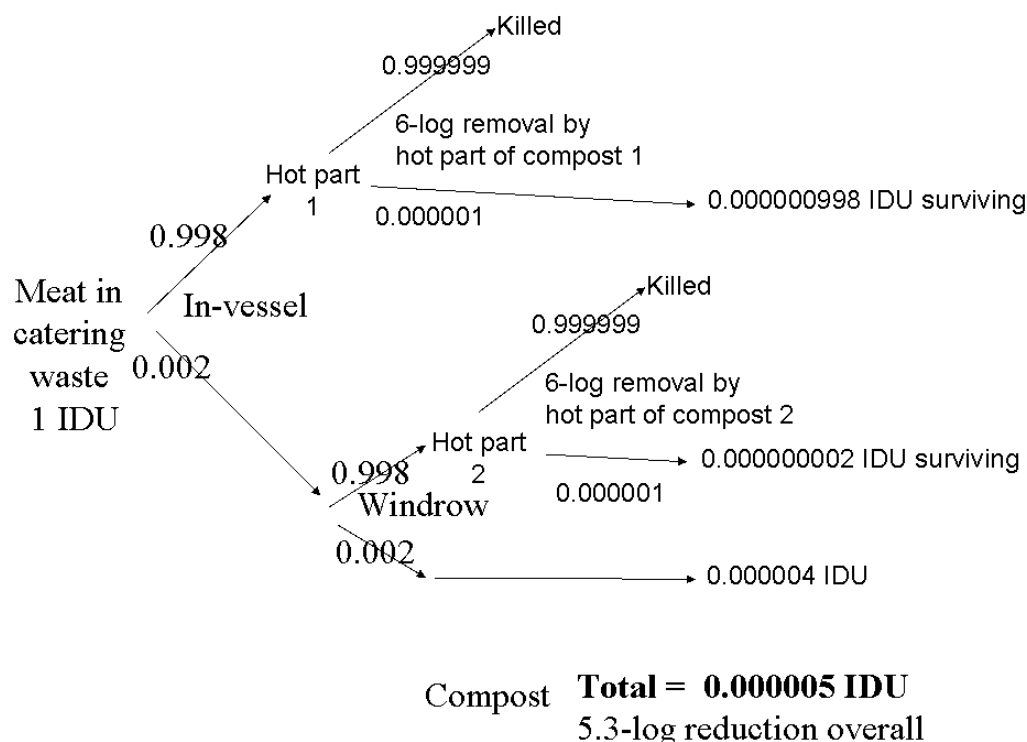 Killed
0.999999
6-log removal by
hot part of compost 1
Hot part
1
0.000001
0.000000998 IDU surviving
0.998
Meat in
catering
waste
1 IDU
In-vessel
0.002
Killed
0.999999
6-log removal by
hot part of compost 2
Hot part
2
0.998
0.000000002 IDU surviving
0.000001
Windrow
0.002
0.000004 IDU
Compost
Total = 0.000005 IDU
5.3-log reduction overall